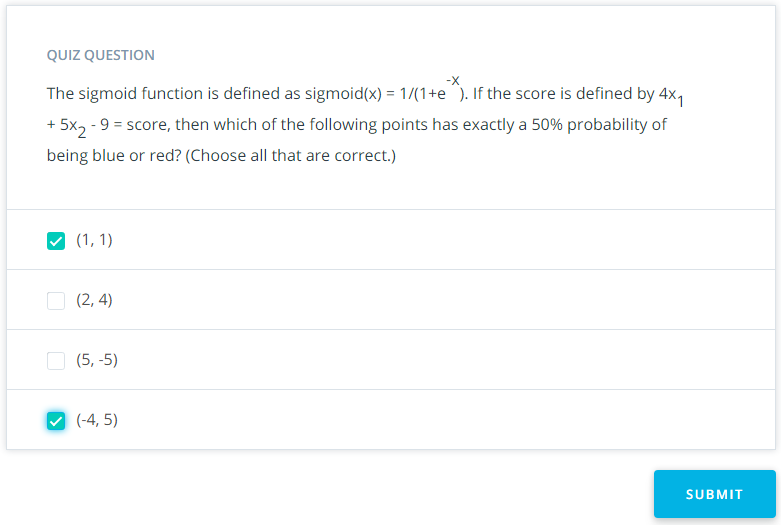 QUIZ QUESTION
The sigmoid function is defined as sigmoid(x) = 1/(1+e⁻ˣ). If the score is defined by 4x₁
+ 5x₂ - 9 = score, then which of the following points has exactly a 50% probability of
being blue or red? (Choose all that are correct.)
(1, 1)
(2, 4)
(5, -5)
(-4, 5)
SUBMIT